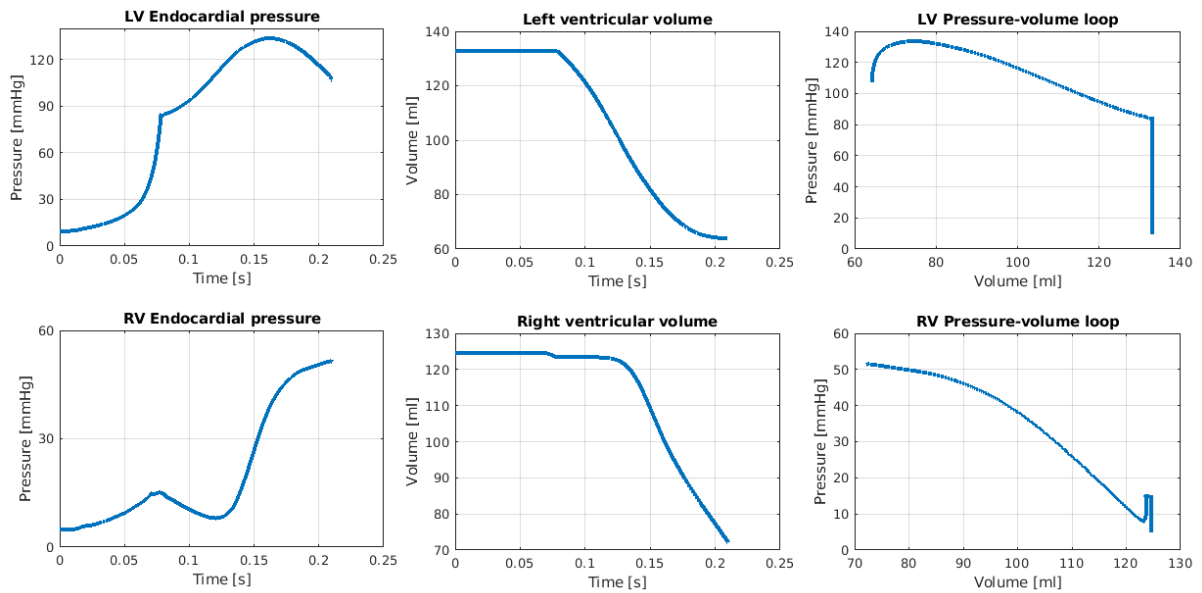 LV Endocardial pressure
Pressure [mmHg]
120
90
60
30
0
0 0.05 0.1 0.15 0.2 0.25
Time [s]
Left ventricular volume
Volume [ml]
140
120
100
80
60
0 0.05 0.1 0.15 0.2 0.25
Time [s]
LV Pressure-volume loop
Pressure [mmHg]
140
120
100
80
60
40
20
0
60 80 100 120 140
Volume [ml]
RV Endocardial pressure
Pressure [mmHg]
60
30
0
0 0.05 0.1 0.15 0.2 0.25
Time [s]
Right ventricular volume
Volume [ml]
130
120
110
100
90
80
70
0 0.05 0.1 0.15 0.2 0.25
Time [s]
RV Pressure-volume loop
Pressure [mmHg]
60
50
40
30
20
10
0
70 80 90 100 110 120 130
Volume [ml]